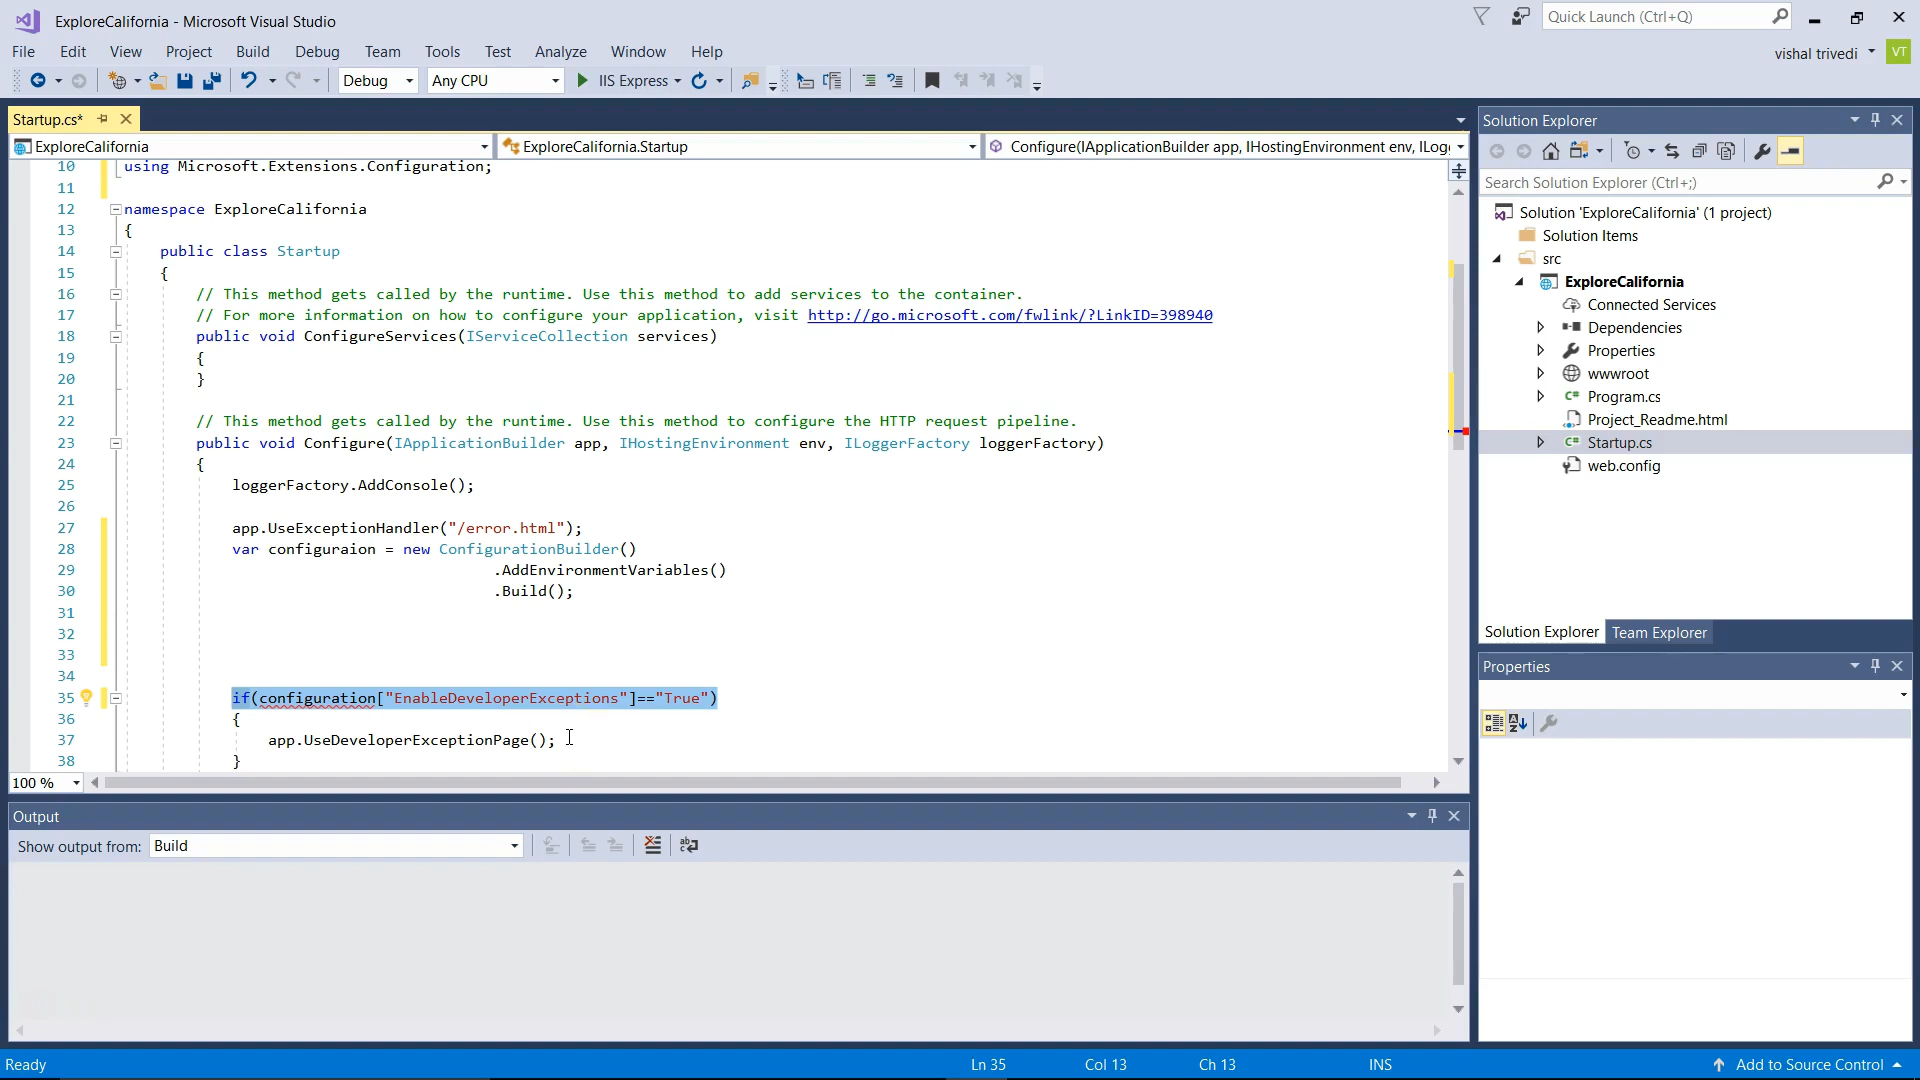 ExploreCalifornia - Microsoft Visual Studio
Quick Launch (Ctrl+Q)
File Edit View Project Build Debug Team Tools Test Analyze Window Help
vishal trivedi VT
Debug Any CPU IIS Express
Startup.cs*
ExploreCalifornia ExploreCalifornia.Startup Configure(IApplicationBuilder app, IHostingEnvironment env, ILogg
10 using Microsoft.Extensions.Configuration;
11
12 namespace ExploreCalifornia
13 {
14 public class Startup
15 {
16 // This method gets called by the runtime. Use this method to add services to the container.
17 // For more information on how to configure your application, visit http://go.microsoft.com/fwlink/?LinkID=398940
18 public void ConfigureServices(IServiceCollection services)
19 {
20 }
21
22 // This method gets called by the runtime. Use this method to configure the HTTP request pipeline.
23 public void Configure(IApplicationBuilder app, IHostingEnvironment env, ILoggerFactory loggerFactory)
24 {
25 loggerFactory.AddConsole();
26
27 app.UseExceptionHandler("/error.html");
28 var configuraion = new ConfigurationBuilder()
29 .AddEnvironmentVariables()
30 .Build();
31
32
33
34
35 if(configuration["EnableDeveloperExceptions"]=="True")
36 {
37 app.UseDeveloperExceptionPage();
38 }
100 %
Output
Show output from: Build
Solution Explorer
Search Solution Explorer (Ctrl+;)
Solution 'ExploreCalifornia' (1 project)
Solution Items
src
ExploreCalifornia
Connected Services
Dependencies
Properties
wwwroot
C# Program.cs
Project_Readme.html
C# Startup.cs
web.config
Solution Explorer Team Explorer
Properties
Ready Ln 35 Col 13 Ch 13 INS Add to Source Control